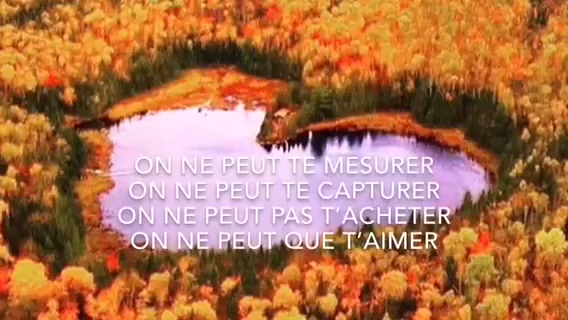 ON NE PEUT TE MESURER
ON NE PEUT TE CAPTURER
ON NE PEUT PAS T’ACHETER
ON NE PEUT QUE T’AIMER